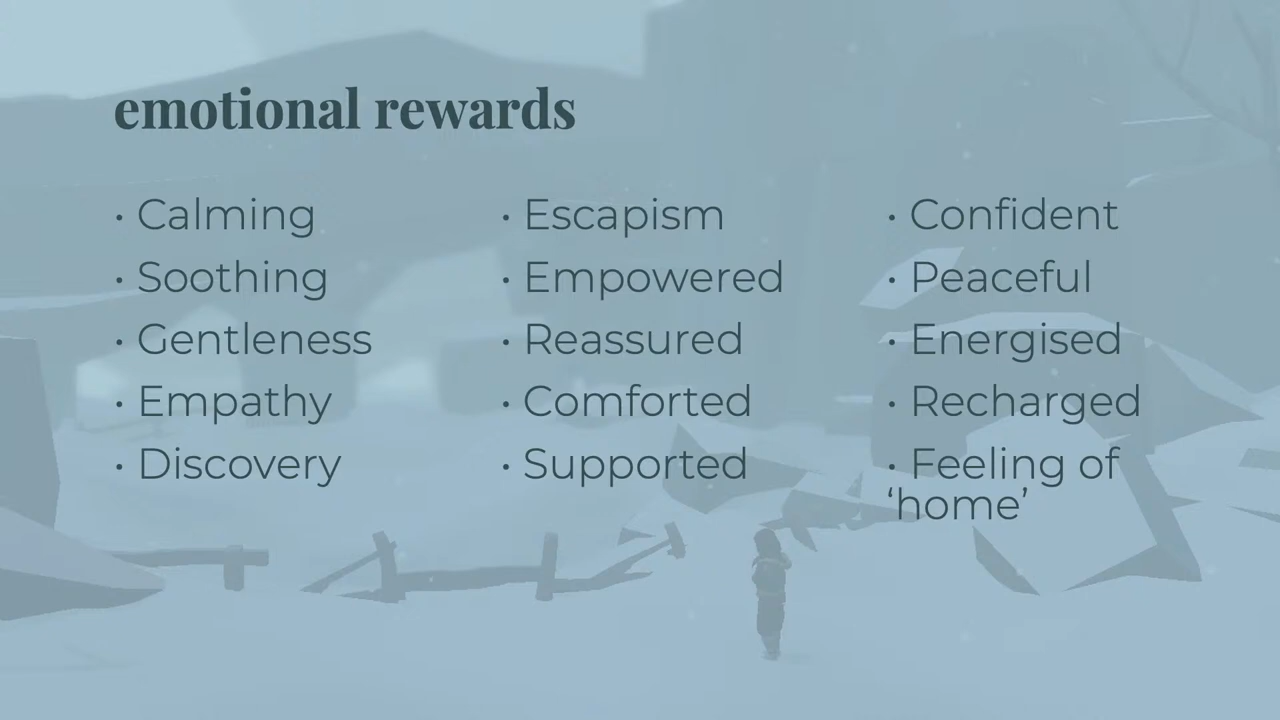 emotional rewards
• Calming
• Soothing
• Gentleness
• Empathy
• Discovery
• Escapism
• Empowered
• Reassured
• Comforted
• Supported
• Confident
• Peaceful
• Energised
• Recharged
• Feeling of
‘home’